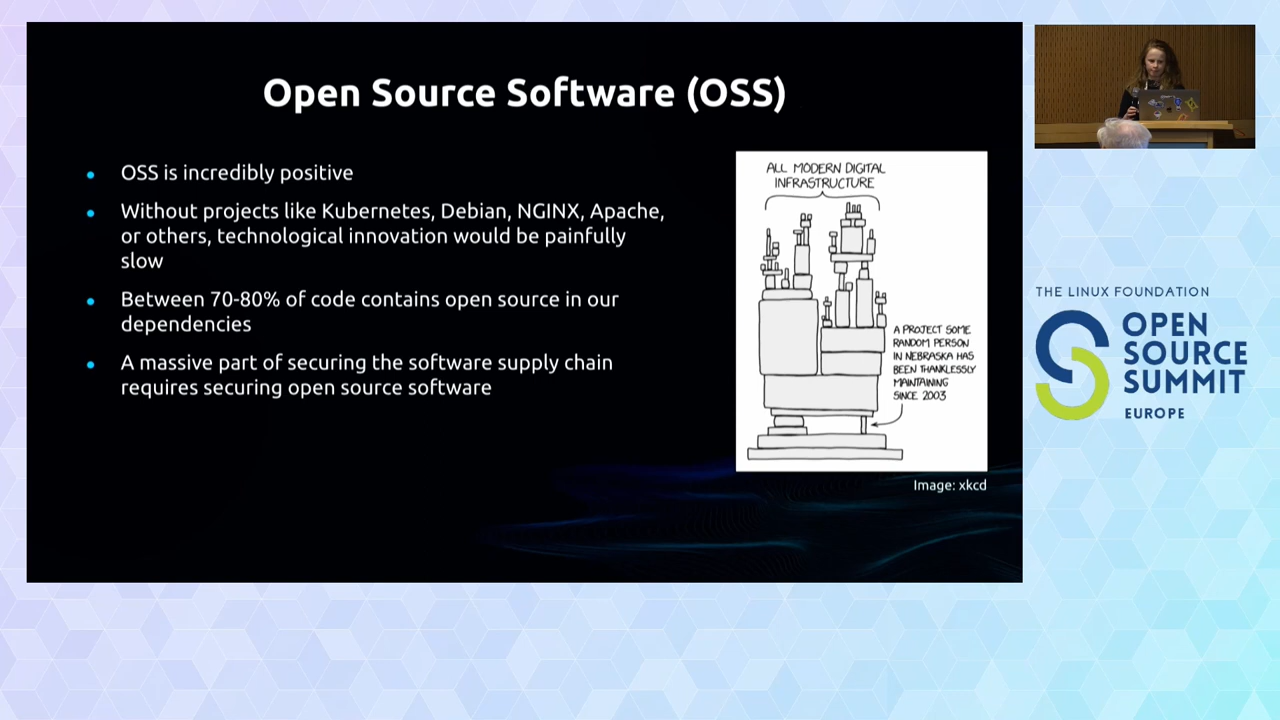 Open Source Software (OSS)
OSS is incredibly positive
Without projects like Kubernetes, Debian, NGINX, Apache,
or others, technological innovation would be painfully
slow
Between 70-80% of code contains open source in our
dependencies
A massive part of securing the software supply chain
requires securing open source software
ALL MODERN DIGITAL
INFRASTRUCTURE
A PROJECT SOME
RANDOM PERSON
IN NEBRASKA HAS
BEEN THANKLESSLY
MAINTAINING
SINCE 2003
Image: xkcd
THE LINUX FOUNDATION
OPEN
SOURCE
SUMMIT
EUROPE